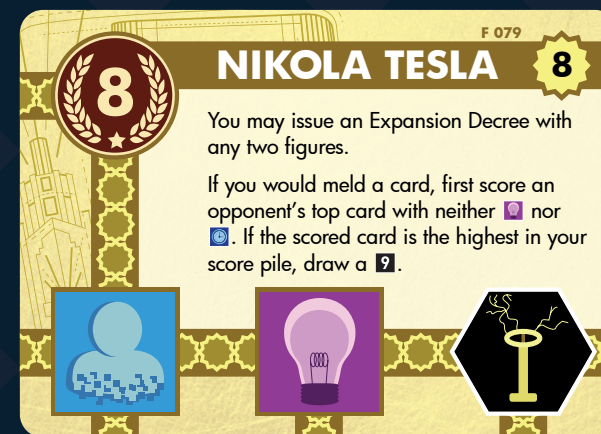 F 079
8 NIKOLA TESLA 8
You may issue an Expansion Decree with
any two figures.
If you would meld a card, first score an
opponent's top card with neither nor
. If the scored card is the highest in your
score pile, draw a 9.